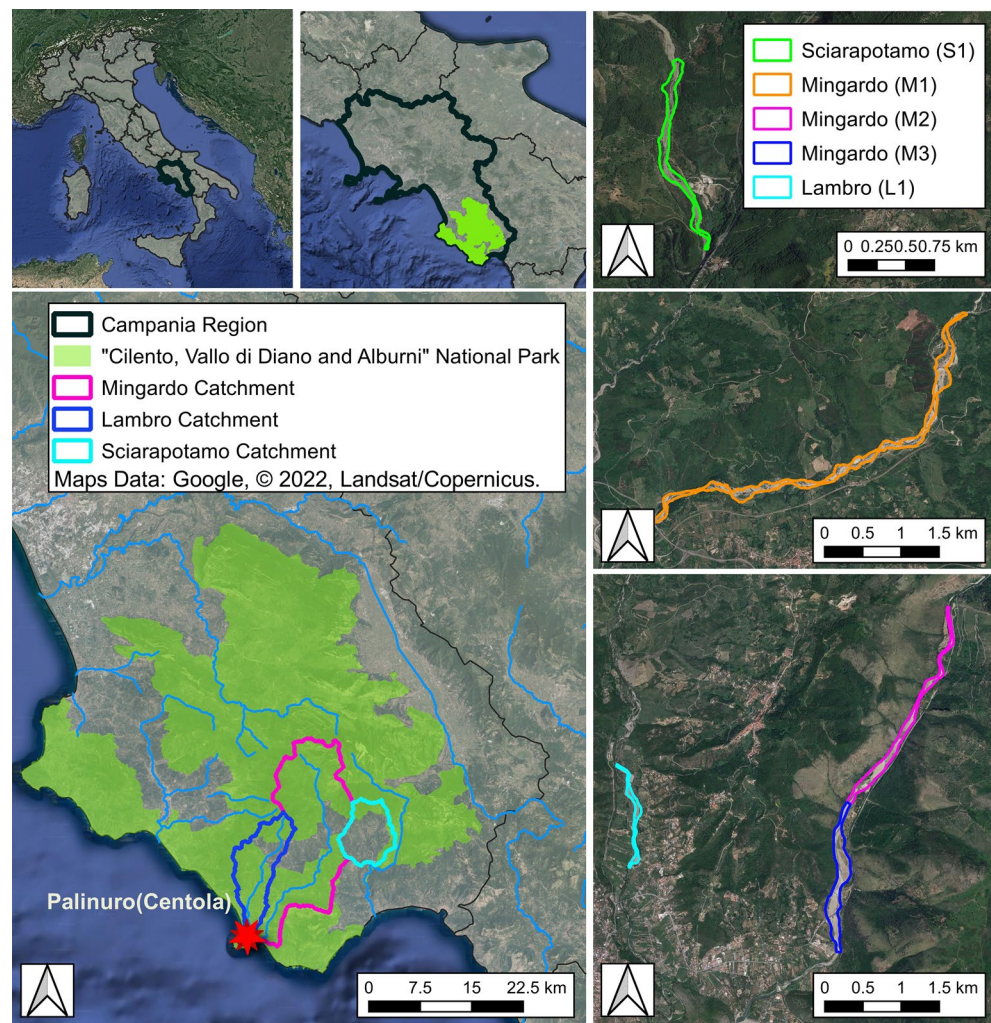 Sciarapotamo (S1)
Mingardo (M1)
Mingardo (M2)
Mingardo (M3)
Lambro (L1)
0 0.250.50.75 km
Campania Region
"Cilento, Vallo di Diano and Alburni" National Park
Mingardo Catchment
Lambro Catchment
Sciarapotamo Catchment
Maps Data: Google, © 2022, Landsat/Copernicus.
0 0.5 1 1.5 km
Palinuro(Centola)
0 7.5 15 22.5 km
0 0.5 1 1.5 km